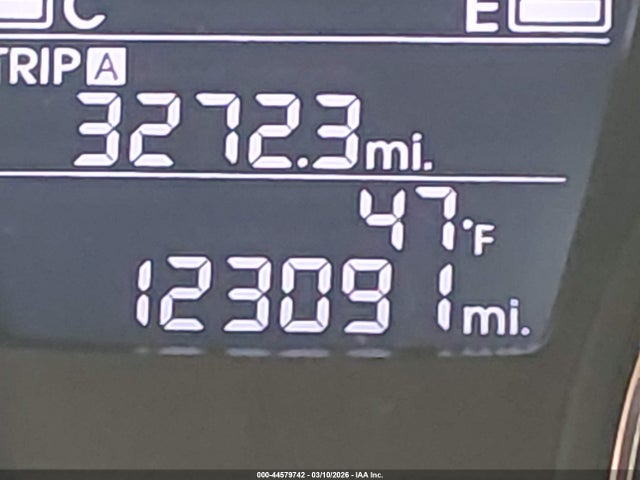 C E
TRIP A
3272.3 mi.
47°F
123091 mi.
000-44579742 - 03/10/2026 - IAA Inc.